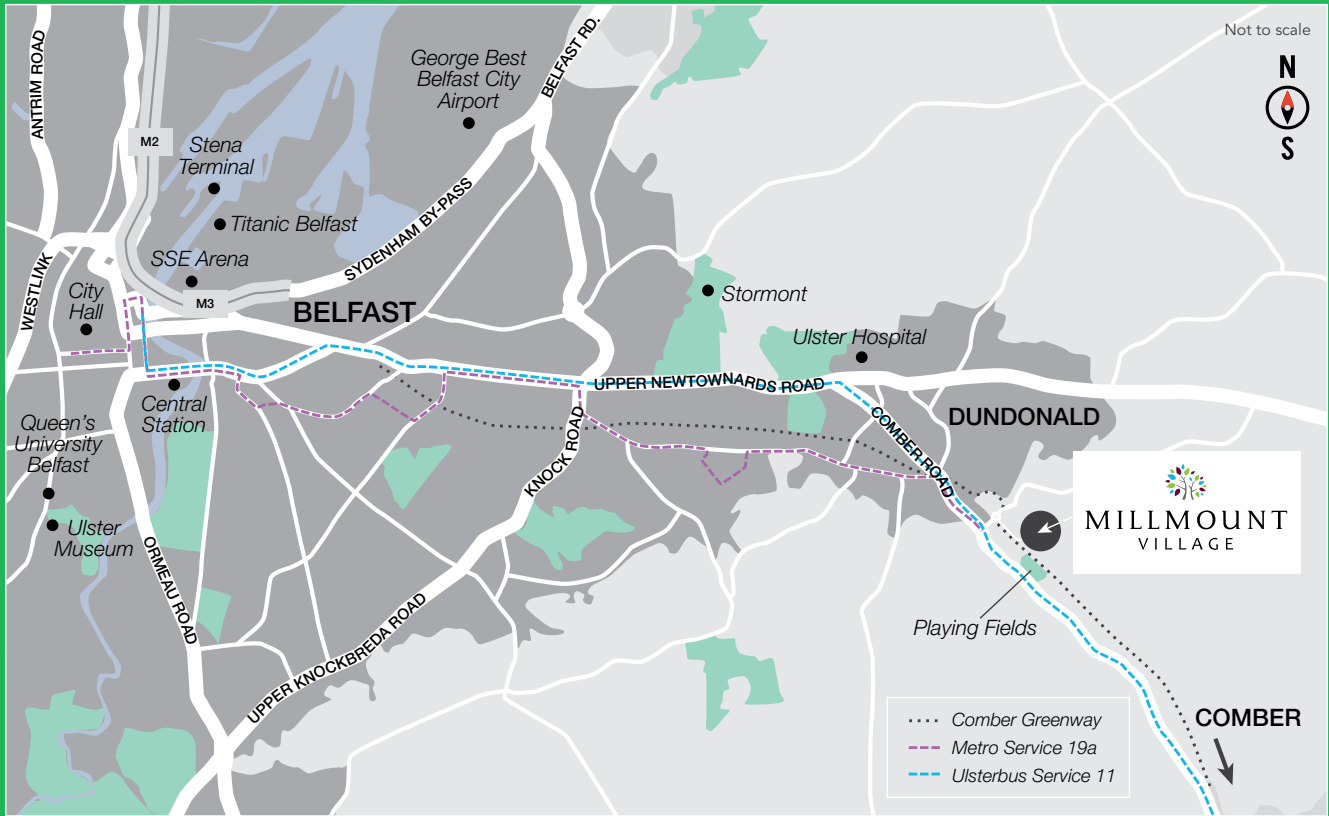 Not to scale
N
S
ANTRIM ROAD
M2
Stena
Terminal
Titanic Belfast
SSE Arena
M3
George Best
Belfast City
Airport
BELFAST RD.
SYDENHAM BY-PASS
WESTLINK
City
Hall
BELFAST
Stormont
Ulster Hospital
UPPER NEWTOWNARDS ROAD
Central
Station
Queen's
University
Belfast
Ulster
Museum
ORMEAU ROAD
KNOCK ROAD
UPPER KNOCKBREDA ROAD
COMBER ROAD
DUNDONALD
MILLMOUNT
VILLAGE
Playing Fields
COMBER
Comber Greenway
Metro Service 19a
Ulsterbus Service 11